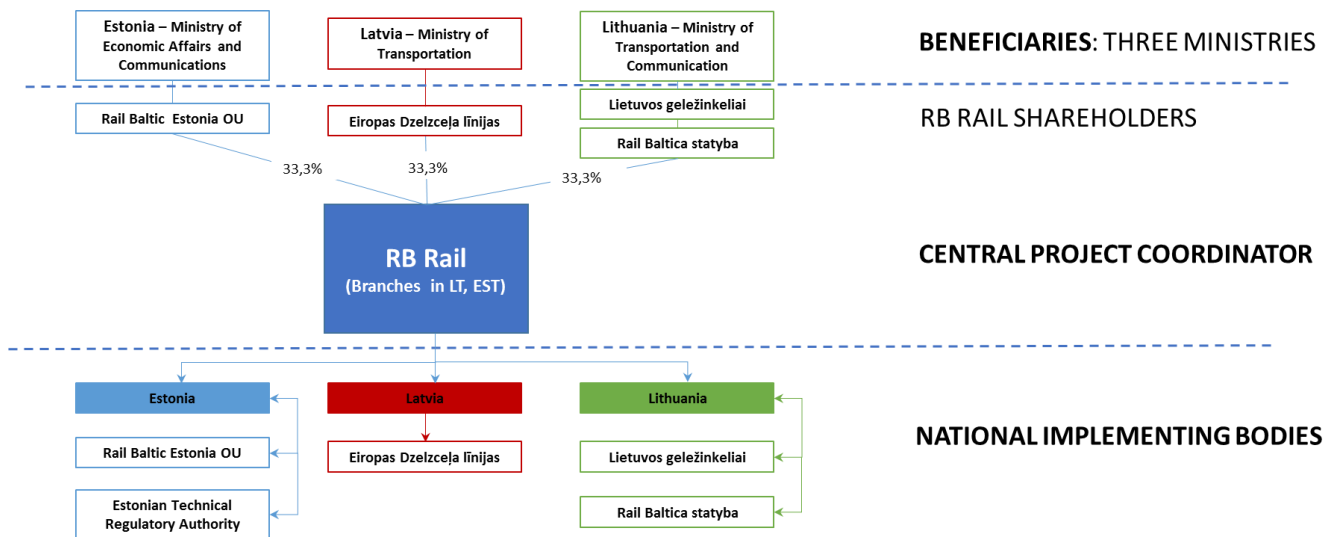 Estonia – Ministry of
Economic Affairs and
Communications
Latvia – Ministry of
Transportation
Lithuania – Ministry of
Transportation and
Communication
BENEFICIARIES: THREE MINISTRIES
Rail Baltic Estonia OU
Eiropas Dzelzceļa līnijas
Lietuvos geležinkeliai
Rail Baltica statyba
RB RAIL SHAREHOLDERS
33,3%
33,3%
33,3%
RB Rail
(Branches in LT, EST)
CENTRAL PROJECT COORDINATOR
Estonia
Latvia
Lithuania
Rail Baltic Estonia OU
Eiropas Dzelzceļa līnijas
Lietuvos geležinkeliai
NATIONAL IMPLEMENTING BODIES
Estonian Technical
Regulatory Authority
Rail Baltica statyba